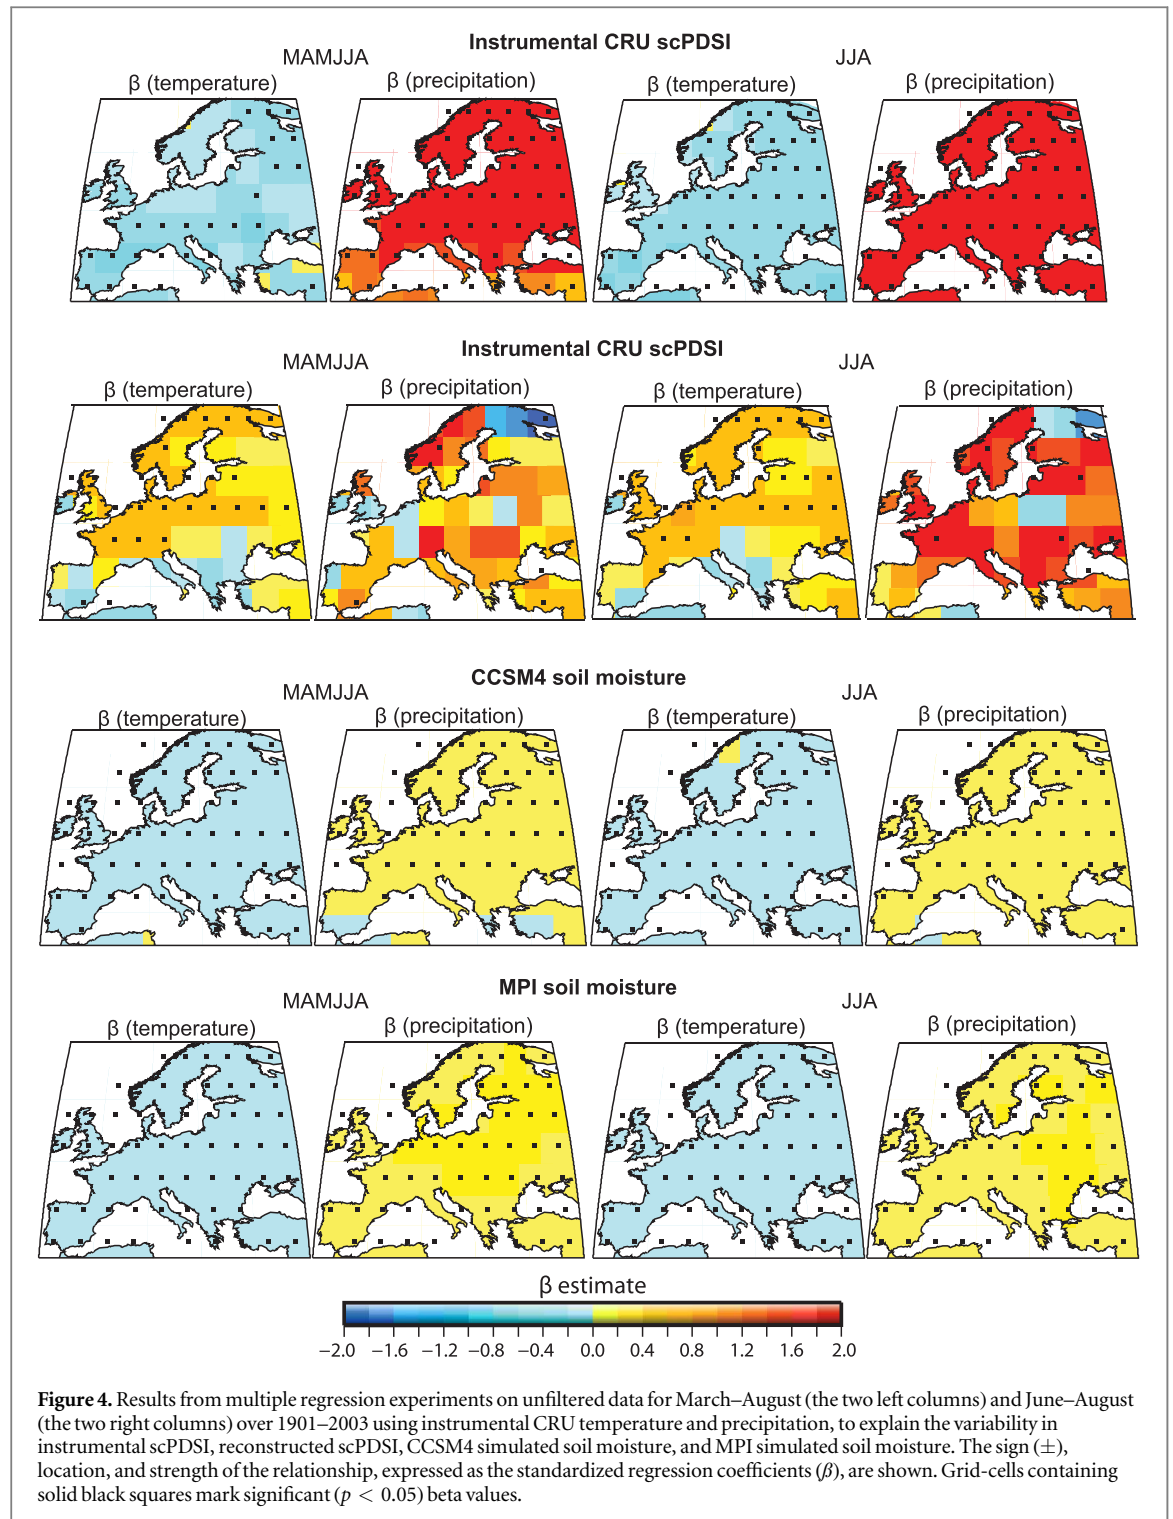 Instrumental CRU scPDSI
MAMJJA JJA
β (temperature) β (precipitation) β (temperature) β (precipitation)
Instrumental CRU scPDSI
MAMJJA JJA
β (temperature) β (precipitation) β (temperature) β (precipitation)
CCSM4 soil moisture
MAMJJA JJA
β (temperature) β (precipitation) β (temperature) β (precipitation)
MPI soil moisture
MAMJJA JJA
β (temperature) β (precipitation) β (temperature) β (precipitation)
β estimate
−2.0 −1.6 −1.2 −0.8 −0.4 0.0 0.4 0.8 1.2 1.6 2.0
Figure 4. Results from multiple regression experiments on unfiltered data for March–August (the two left columns) and June–August
(the two right columns) over 1901–2003 using instrumental CRU temperature and precipitation, to explain the variability in
instrumental scPDSI, reconstructed scPDSI, CCSM4 simulated soil moisture, and MPI simulated soil moisture. The sign (±),
location, and strength of the relationship, expressed as the standardized regression coefficients (β), are shown. Grid-cells containing
solid black squares mark significant (p < 0.05) beta values.